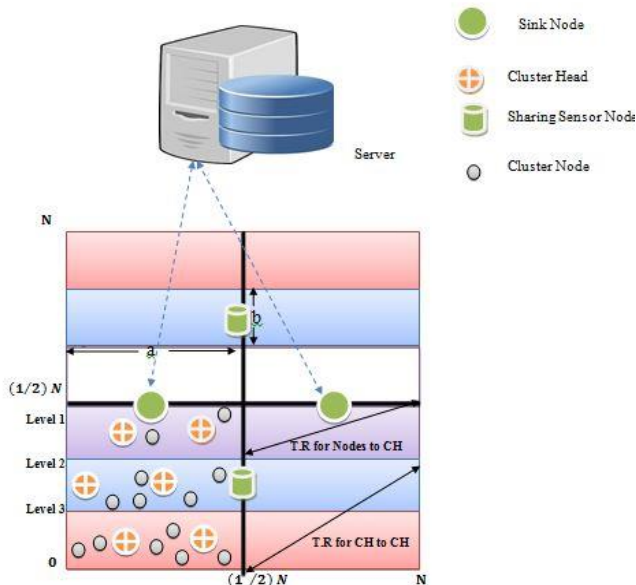 Sink Node
Cluster Head
Sharing Sensor Node
Server
Cluster Node
N
b
a
(1/2) N
Level 1
T.R for Nodes to CH
Level 2
Level 3
T.R for CH to CH
0
(1 /2) N
N